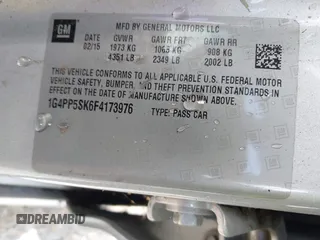 GM
MFD BY GENERAL MOTORS LLC
DATE GVWR GAWR FRT GAWR RR
02/15 1973 KG 1065 KG 908 KG
4351 LB 2349 LB 2002 LB
THIS VEHICLE CONFORMS TO ALL APPLICABLE U.S. FEDERAL MOTOR
VEHICLE SAFETY, BUMPER, AND THEFT PREVENTION STANDARDS IN
EFFECT ON THE DATE OF MANUFACTURE SHOWN ABOVE.
1G4PP5SK6F4173976
TYPE: PASS CAR
DREAMBID